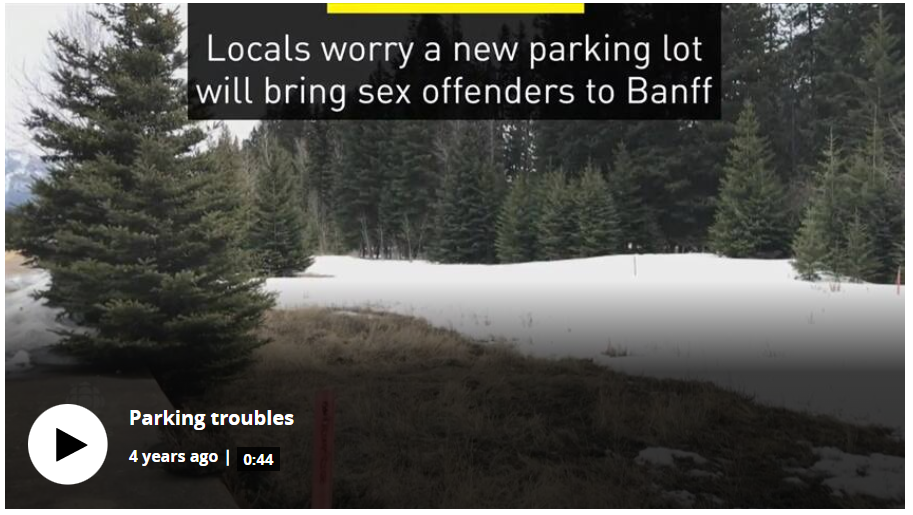 Locals worry a new parking lot
will bring sex offenders to Banff
Parking troubles
4 years ago | 0:44